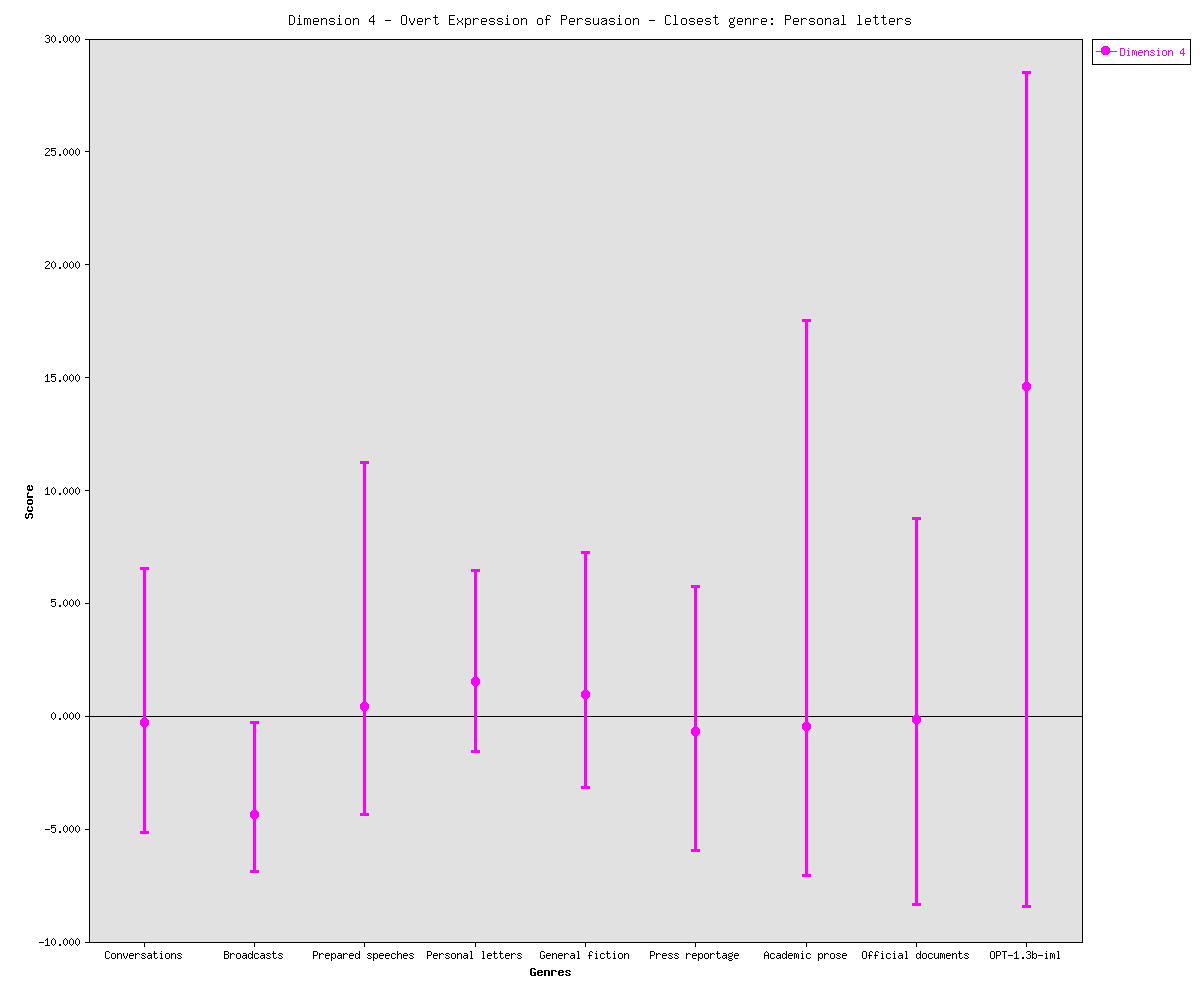 Dimension 4 - Overt Expression of Persuasion - Closest genre: Personal letters
Dimension 4
30.000
25.000
20.000
15.000
10.000
5.000
0.000
-5.000
-10.000
Score
Conversations Broadcasts Prepared speeches Personal letters General fiction Press reportage Academic prose Official documents OPT-1.3b-iml
Genres